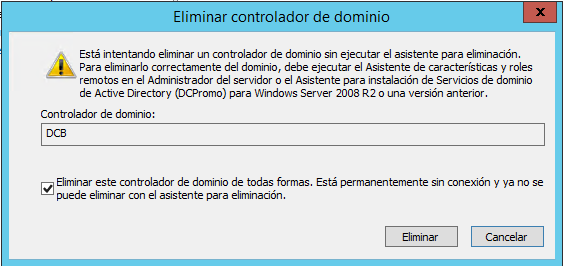 Eliminar controlador de dominio
x
Está intentando eliminar un controlador de dominio sin ejecutar el asistente para eliminación.
Para eliminarlo correctamente del dominio, debe ejecutar el Asistente de características y roles
remotos en el Administrador del servidor o el Asistente para instalación de Servicios de dominio
de Active Directory (DCPromo) para Windows Server 2008 R2 o una versión anterior.
Controlador de dominio:
DCB
Eliminar este controlador de dominio de todas formas. Está permanentemente sin conexión y ya no se
puede eliminar con el asistente para eliminación.
Eliminar
Cancelar